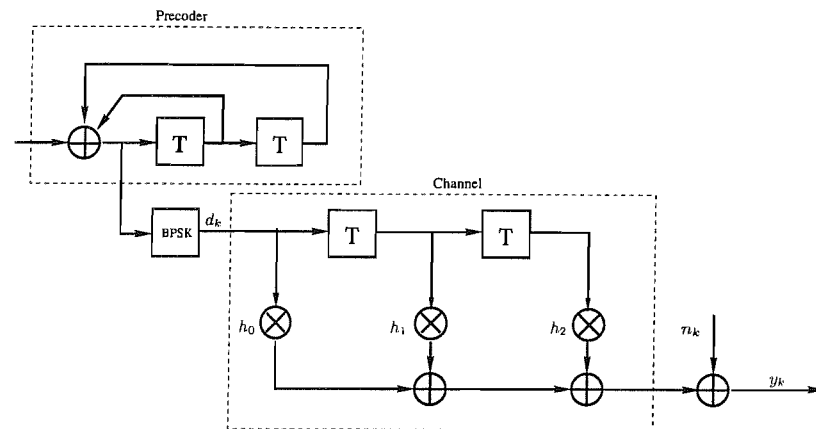 Precoder
T
T
Channel
BPSK
d_k
T
T
h_0
h_1
h_2
n_k
y_k